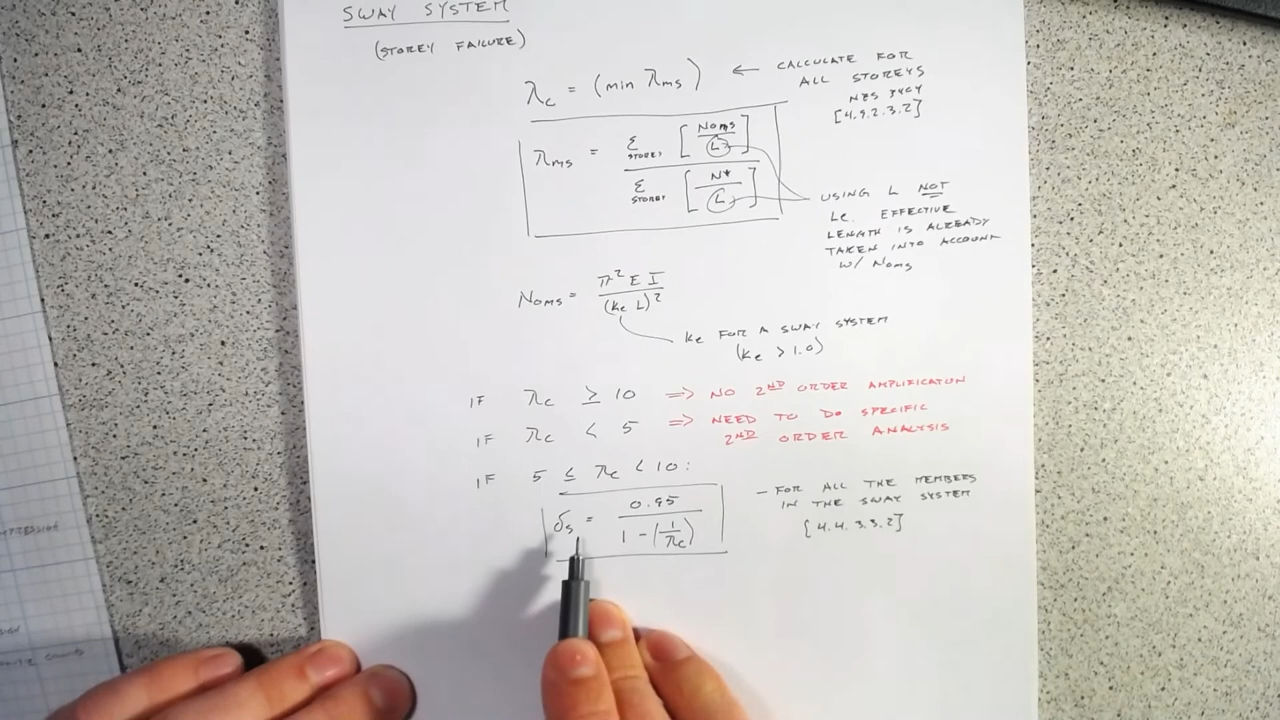 SWAY SYSTEM
(STOREY FAILURE)
λc = (min λms) ← CALCULATE FOR
ALL STOREYS
NZS 3404
[4.9.2.3.2]
λms = Σ STOREY [Noms / L] / Σ STOREY [N* / L]
USING L NOT
Le. EFFECTIVE
LENGTH IS ALREADY
TAKEN INTO ACCOUNT
W/ Noms
Noms = π² E I / (ke L)²
ke FOR A SWAY SYSTEM
(ke > 1.0)
IF λc ≥ 10 => NO 2ND ORDER AMPLIFICATON
IF λc < 5 => NEED TO DO SPECIFIC
2ND ORDER ANALYSIS
IF 5 ≤ λc < 10:
δs = 0.95 / 1 - (1/λc)
- FOR ALL THE MEMBERS
IN THE SWAY SYSTEM
[4.4.3.3.2]
MPRESSION